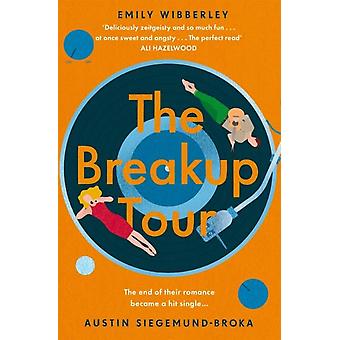 EMILY WIBBERLEY
‘Deliciously zeitgeisty and so much fun . . .
at once sweet and angsty . . . The perfect read’
ALI HAZELWOOD
The
Breakup
Tour
The end of their romance
became a hit single...
AUSTIN SIEGEMUND-BROKA